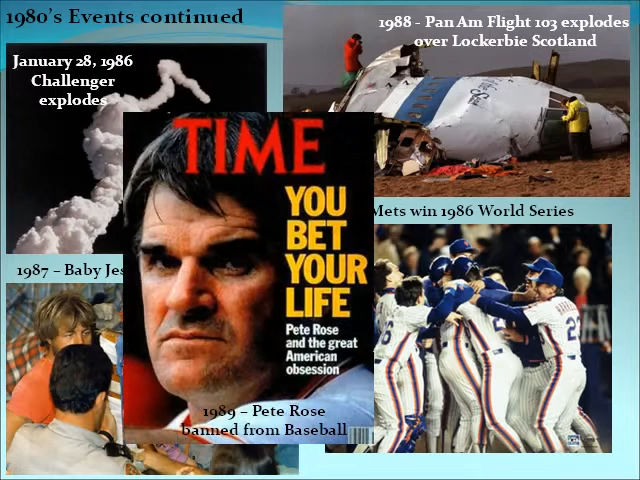 1980's Events continued
1988 - Pan Am Flight 103 explodes
over Lockerbie Scotland
January 28, 1986
Challenger
explodes
TIME
YOU
BET
YOUR
LIFE
Pete Rose
and the great
American
obsession
Mets win 1986 World Series
1987 – Baby Jes
1989 – Pete Rose
banned from Baseball